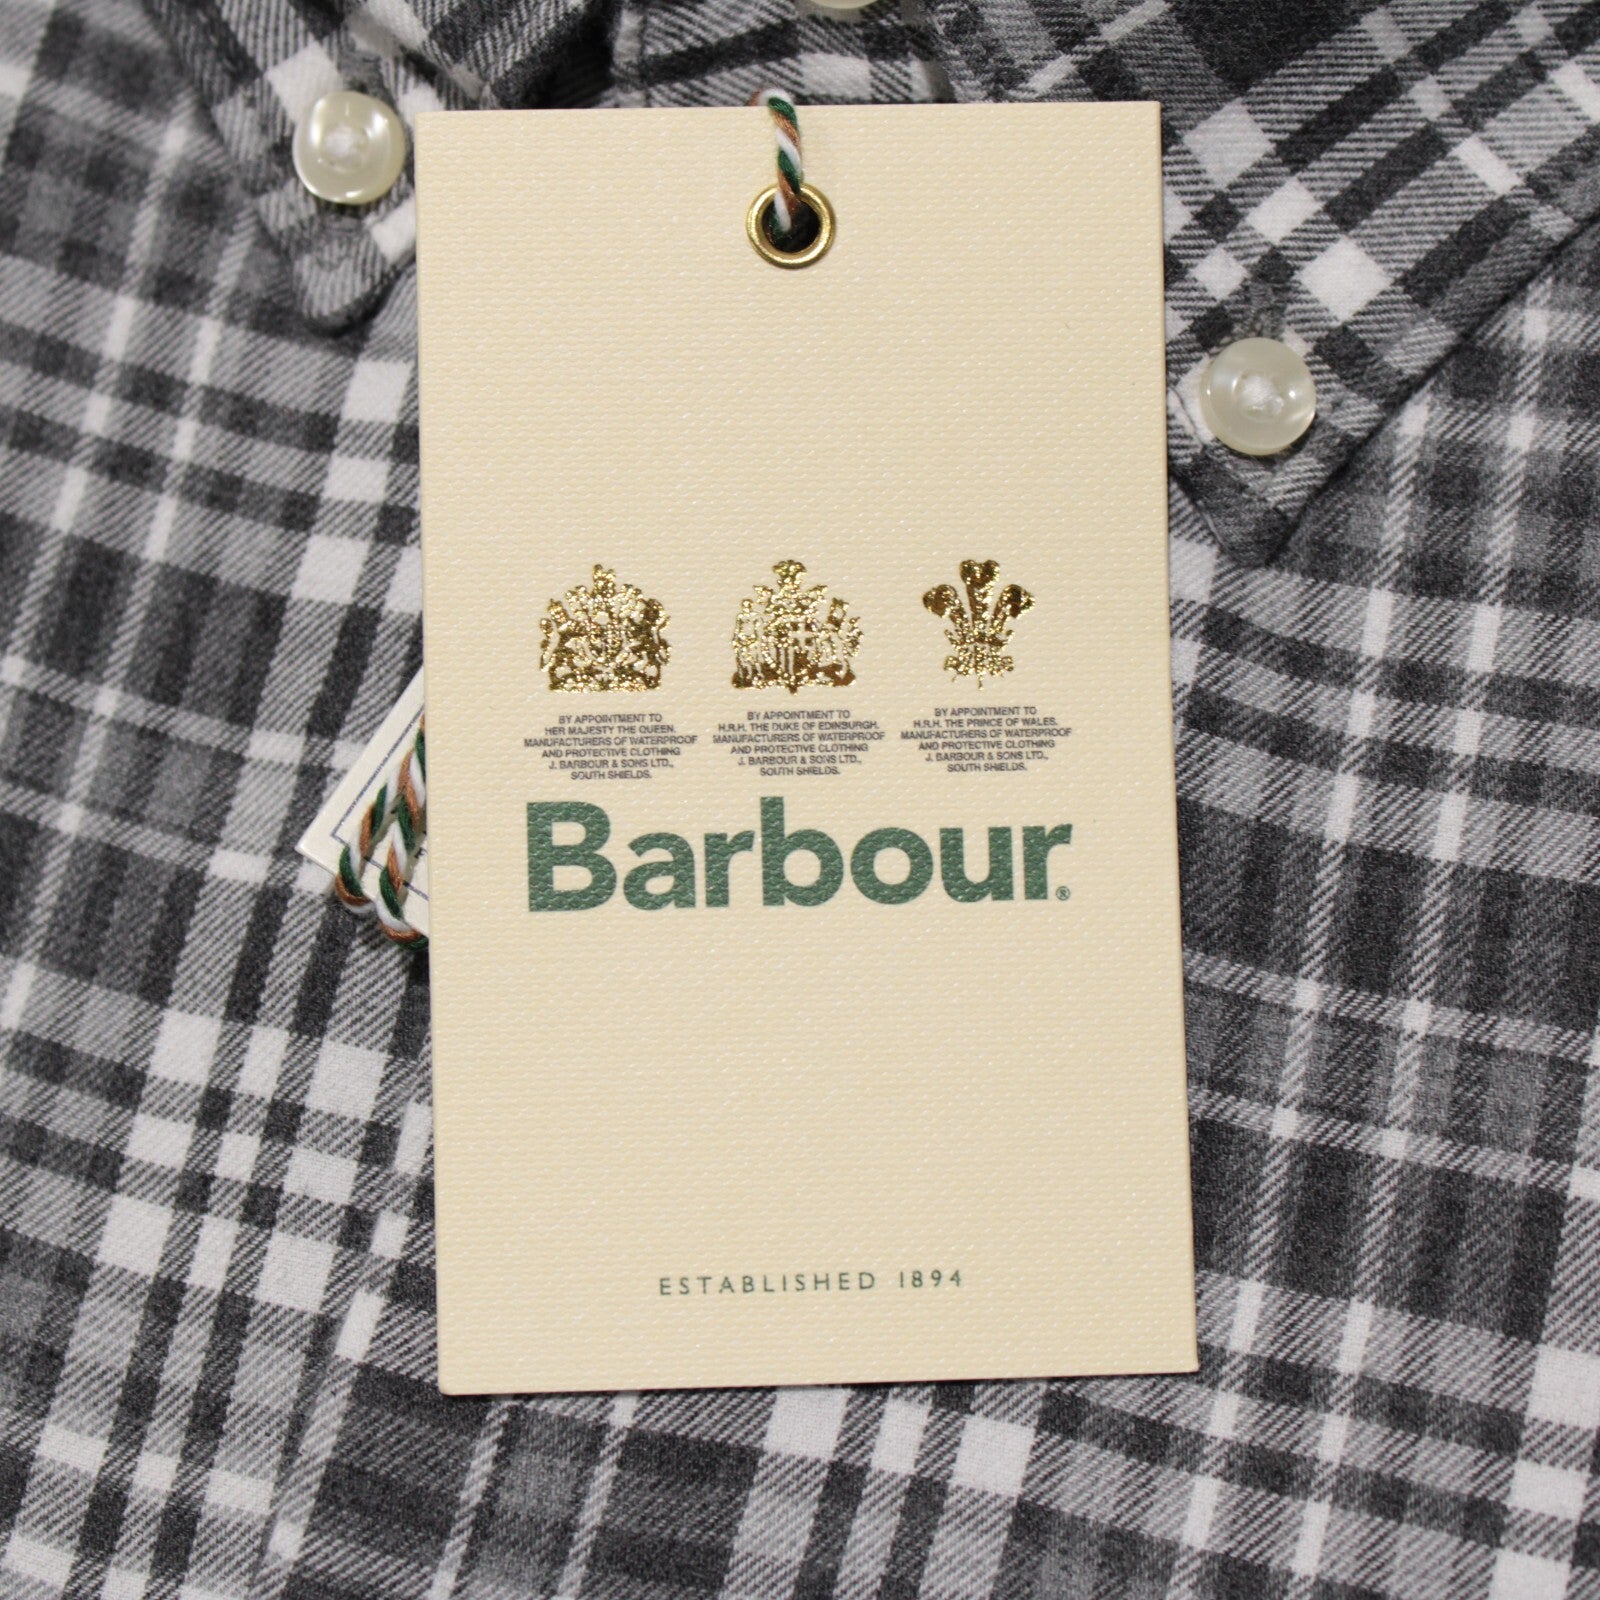 BY APPOINTMENT TO
HER MAJESTY THE QUEEN.
MANUFACTURERS OF WATERPROOF
AND PROTECTIVE CLOTHING
J. BARBOUR & SONS LTD.,
SOUTH SHIELDS.
BY APPOINTMENT TO
H.R.H. THE DUKE OF EDINBURGH.
MANUFACTURERS OF WATERPROOF
AND PROTECTIVE CLOTHING
J. BARBOUR & SONS LTD.,
SOUTH SHIELDS.
BY APPOINTMENT TO
H.R.H. THE PRINCE OF WALES.
MANUFACTURERS OF WATERPROOF
AND PROTECTIVE CLOTHING
J. BARBOUR & SONS LTD.,
SOUTH SHIELDS.
Barbour®
ESTABLISHED 1894